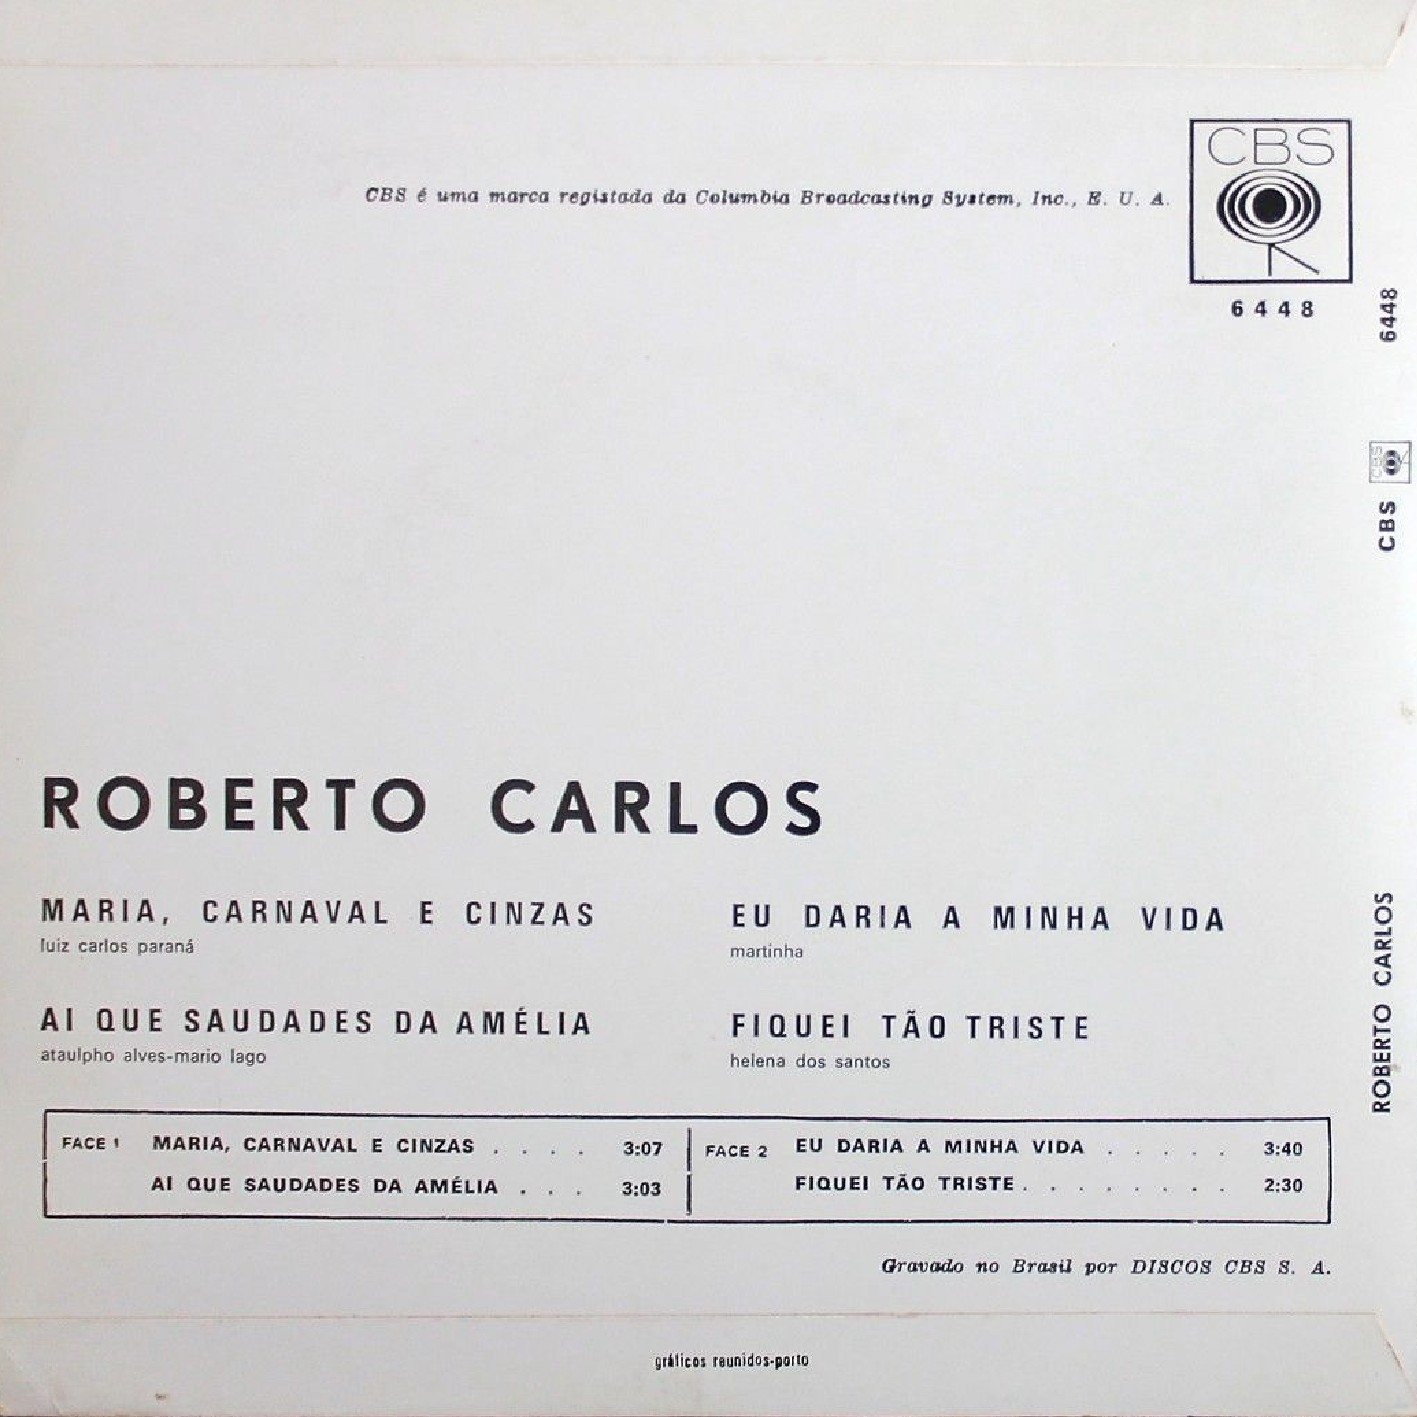 CBS
CBS é uma marca registada da Columbia Broadcasting System, Inc., E. U. A.
6448
6448
CBS
CBS
ROBERTO CARLOS
ROBERTO CARLOS
MARIA, CARNAVAL E CINZAS
luiz carlos paraná
EU DARIA A MINHA VIDA
martinha
AI QUE SAUDADES DA AMÉLIA
ataulpho alves-mario lago
FIQUEI TÃO TRISTE
helena dos santos
FACE 1 MARIA, CARNAVAL E CINZAS . . . . 3:07
AI QUE SAUDADES DA AMÉLIA . . . 3:03
FACE 2 EU DARIA A MINHA VIDA . . . . . 3:40
FIQUEI TÃO TRISTE . . . . . . . . . 2:30
Gravado no Brasil por DISCOS CBS S. A.
gráficos reunidos-porto